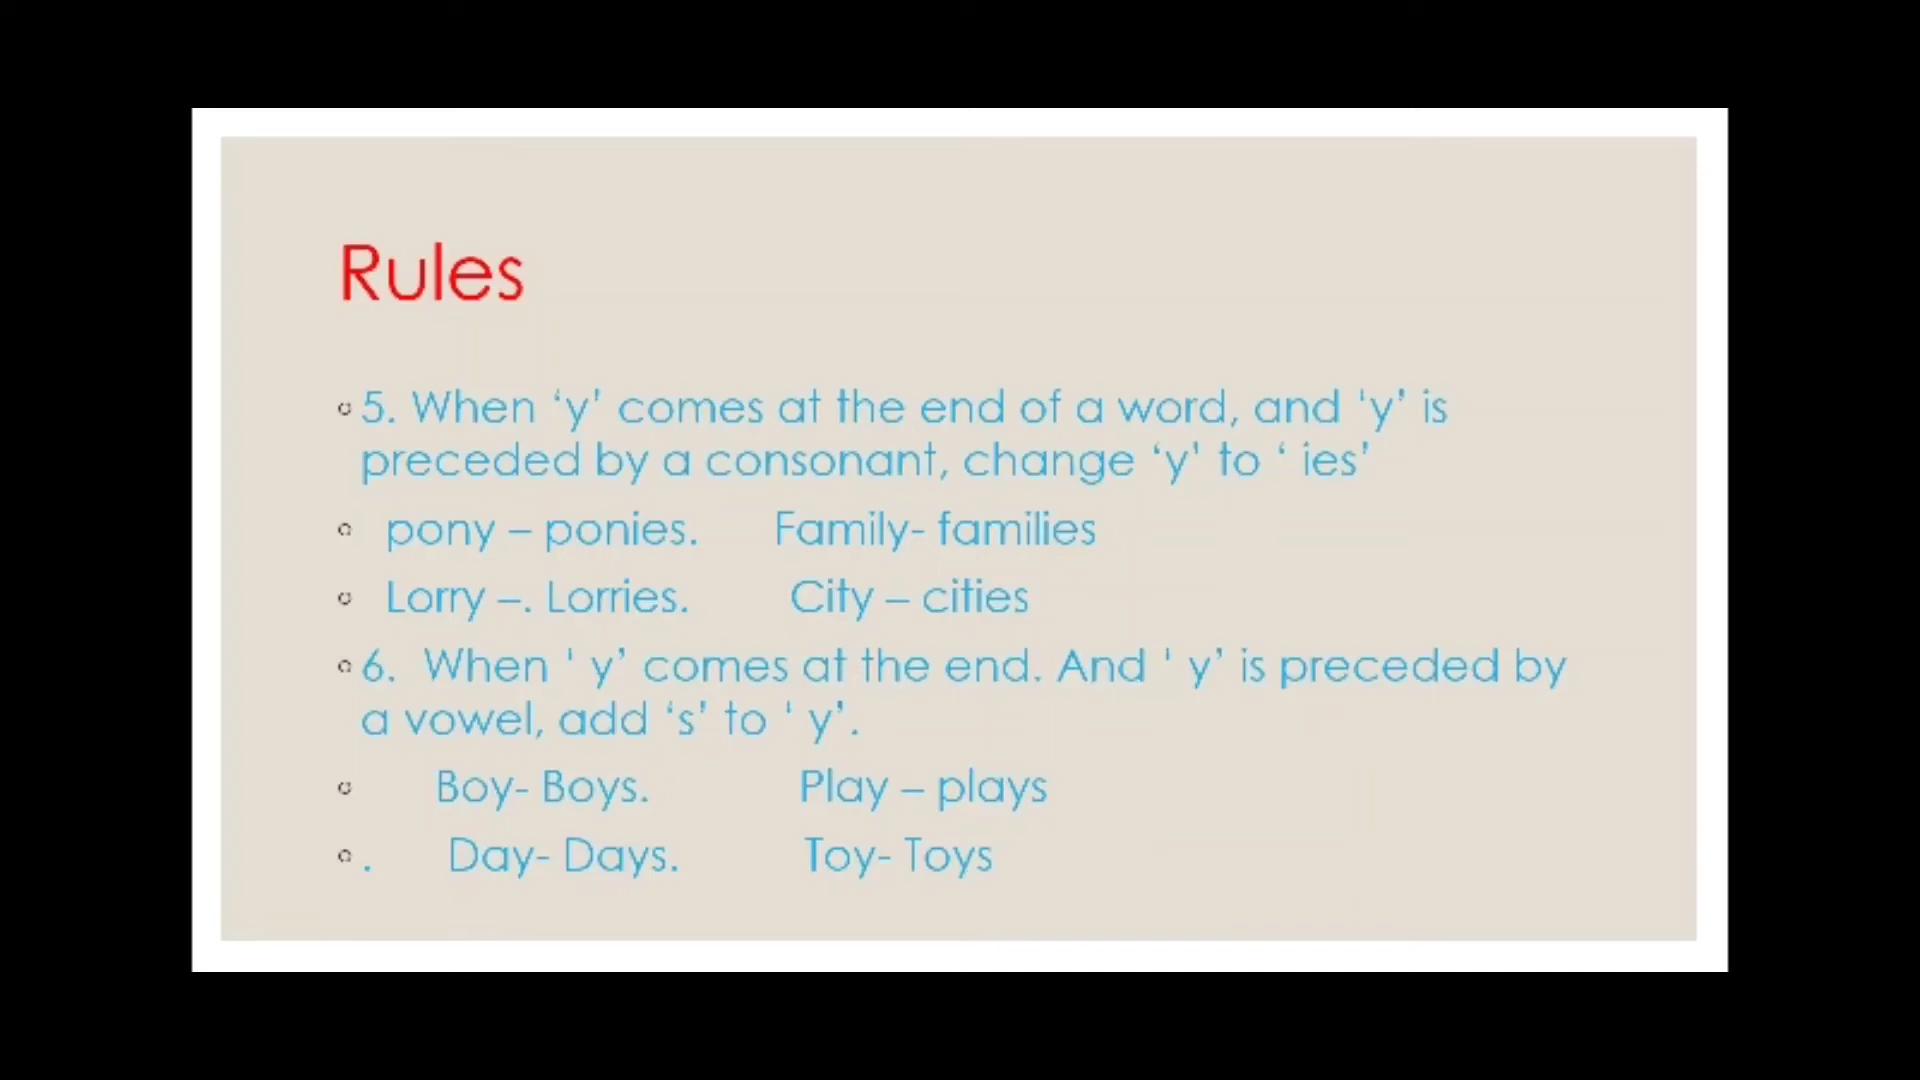 Rules
5. When ‘y’ comes at the end of a word, and ‘y’ is
preceded by a consonant, change ‘y’ to ‘ ies’
pony – ponies. Family- families
Lorry –. Lorries. City – cities
6. When ‘ y’ comes at the end. And ‘ y’ is preceded by
a vowel, add ‘s’ to ‘ y’.
Boy- Boys. Play – plays
. Day- Days. Toy- Toys